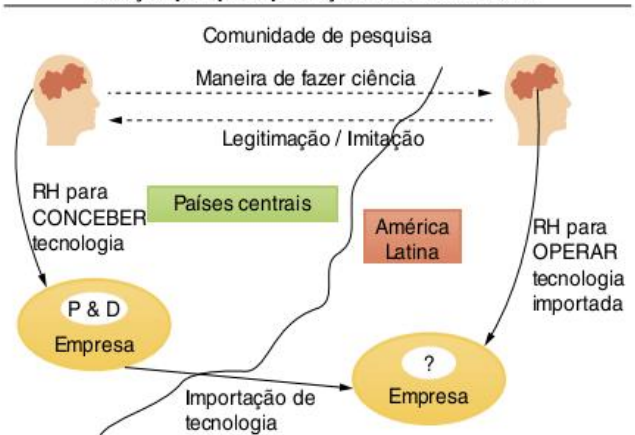 Comunidade de pesquisa
Maneira de fazer ciência
Legitimação / Imitação
RH para
CONCEBER
tecnologia
Países centrais
América
Latina
RH para
OPERAR
tecnologia
importada
P & D
Empresa
?
Empresa
Importação de
tecnologia